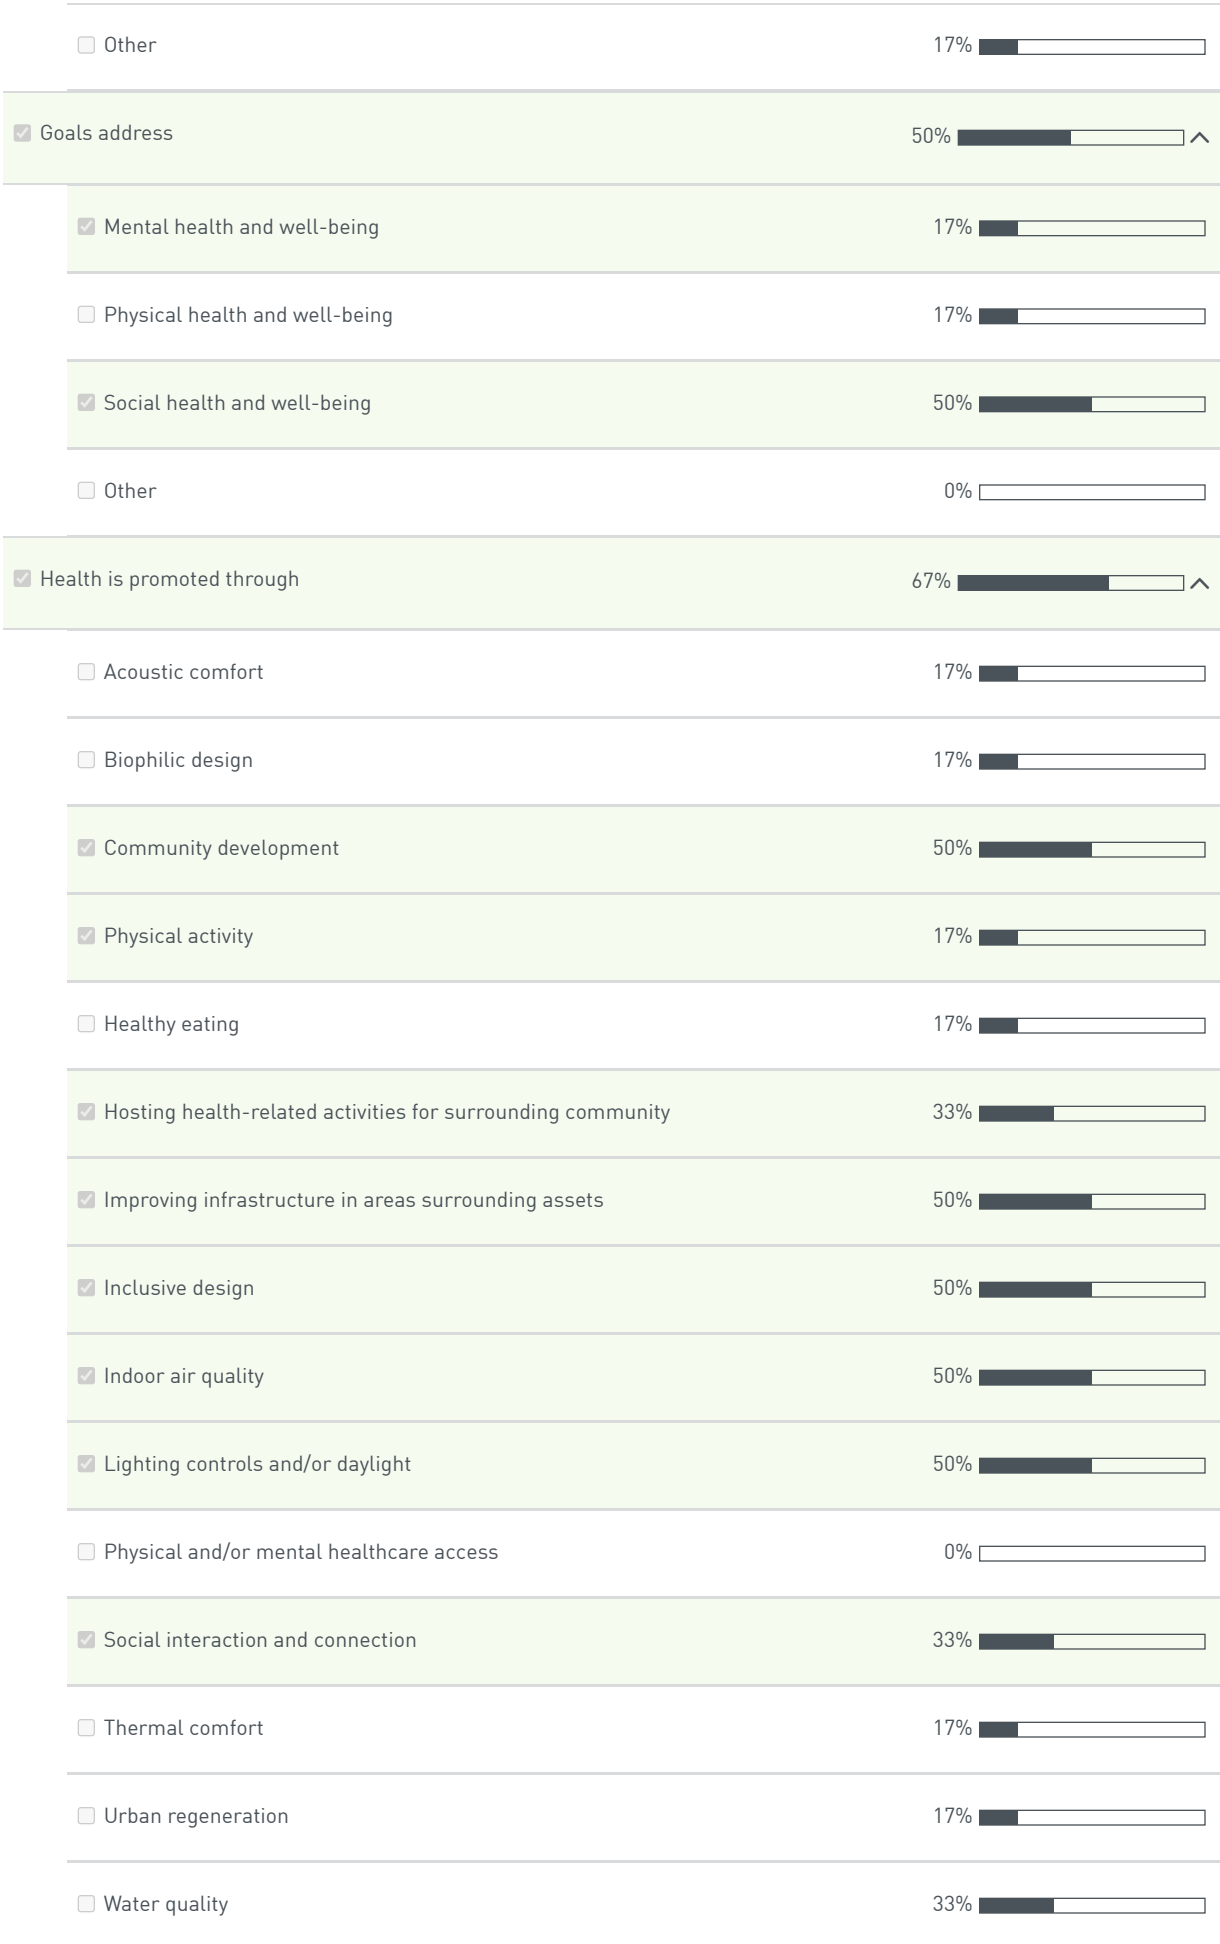 Other 17%
Goals address 50%
Mental health and well-being 17%
Physical health and well-being 17%
Social health and well-being 50%
Other 0%
Health is promoted through 67%
Acoustic comfort 17%
Biophilic design 17%
Community development 50%
Physical activity 17%
Healthy eating 17%
Hosting health-related activities for surrounding community 33%
Improving infrastructure in areas surrounding assets 50%
Inclusive design 50%
Indoor air quality 50%
Lighting controls and/or daylight 50%
Physical and/or mental healthcare access 0%
Social interaction and connection 33%
Thermal comfort 17%
Urban regeneration 17%
Water quality 33%